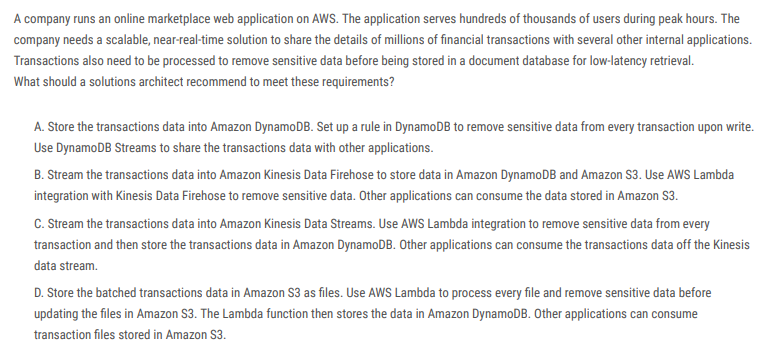 A company runs an online marketplace web application on AWS. The application serves hundreds of thousands of users during peak hours. The
company needs a scalable, near-real-time solution to share the details of millions of financial transactions with several other internal applications.
Transactions also need to be processed to remove sensitive data before being stored in a document database for low-latency retrieval.
What should a solutions architect recommend to meet these requirements?
A. Store the transactions data into Amazon DynamoDB. Set up a rule in DynamoDB to remove sensitive data from every transaction upon write.
Use DynamoDB Streams to share the transactions data with other applications.
B. Stream the transactions data into Amazon Kinesis Data Firehose to store data in Amazon DynamoDB and Amazon S3. Use AWS Lambda
integration with Kinesis Data Firehose to remove sensitive data. Other applications can consume the data stored in Amazon S3.
C. Stream the transactions data into Amazon Kinesis Data Streams. Use AWS Lambda integration to remove sensitive data from every
transaction and then store the transactions data in Amazon DynamoDB. Other applications can consume the transactions data off the Kinesis
data stream.
D. Store the batched transactions data in Amazon S3 as files. Use AWS Lambda to process every file and remove sensitive data before
updating the files in Amazon S3. The Lambda function then stores the data in Amazon DynamoDB. Other applications can consume
transaction files stored in Amazon S3.